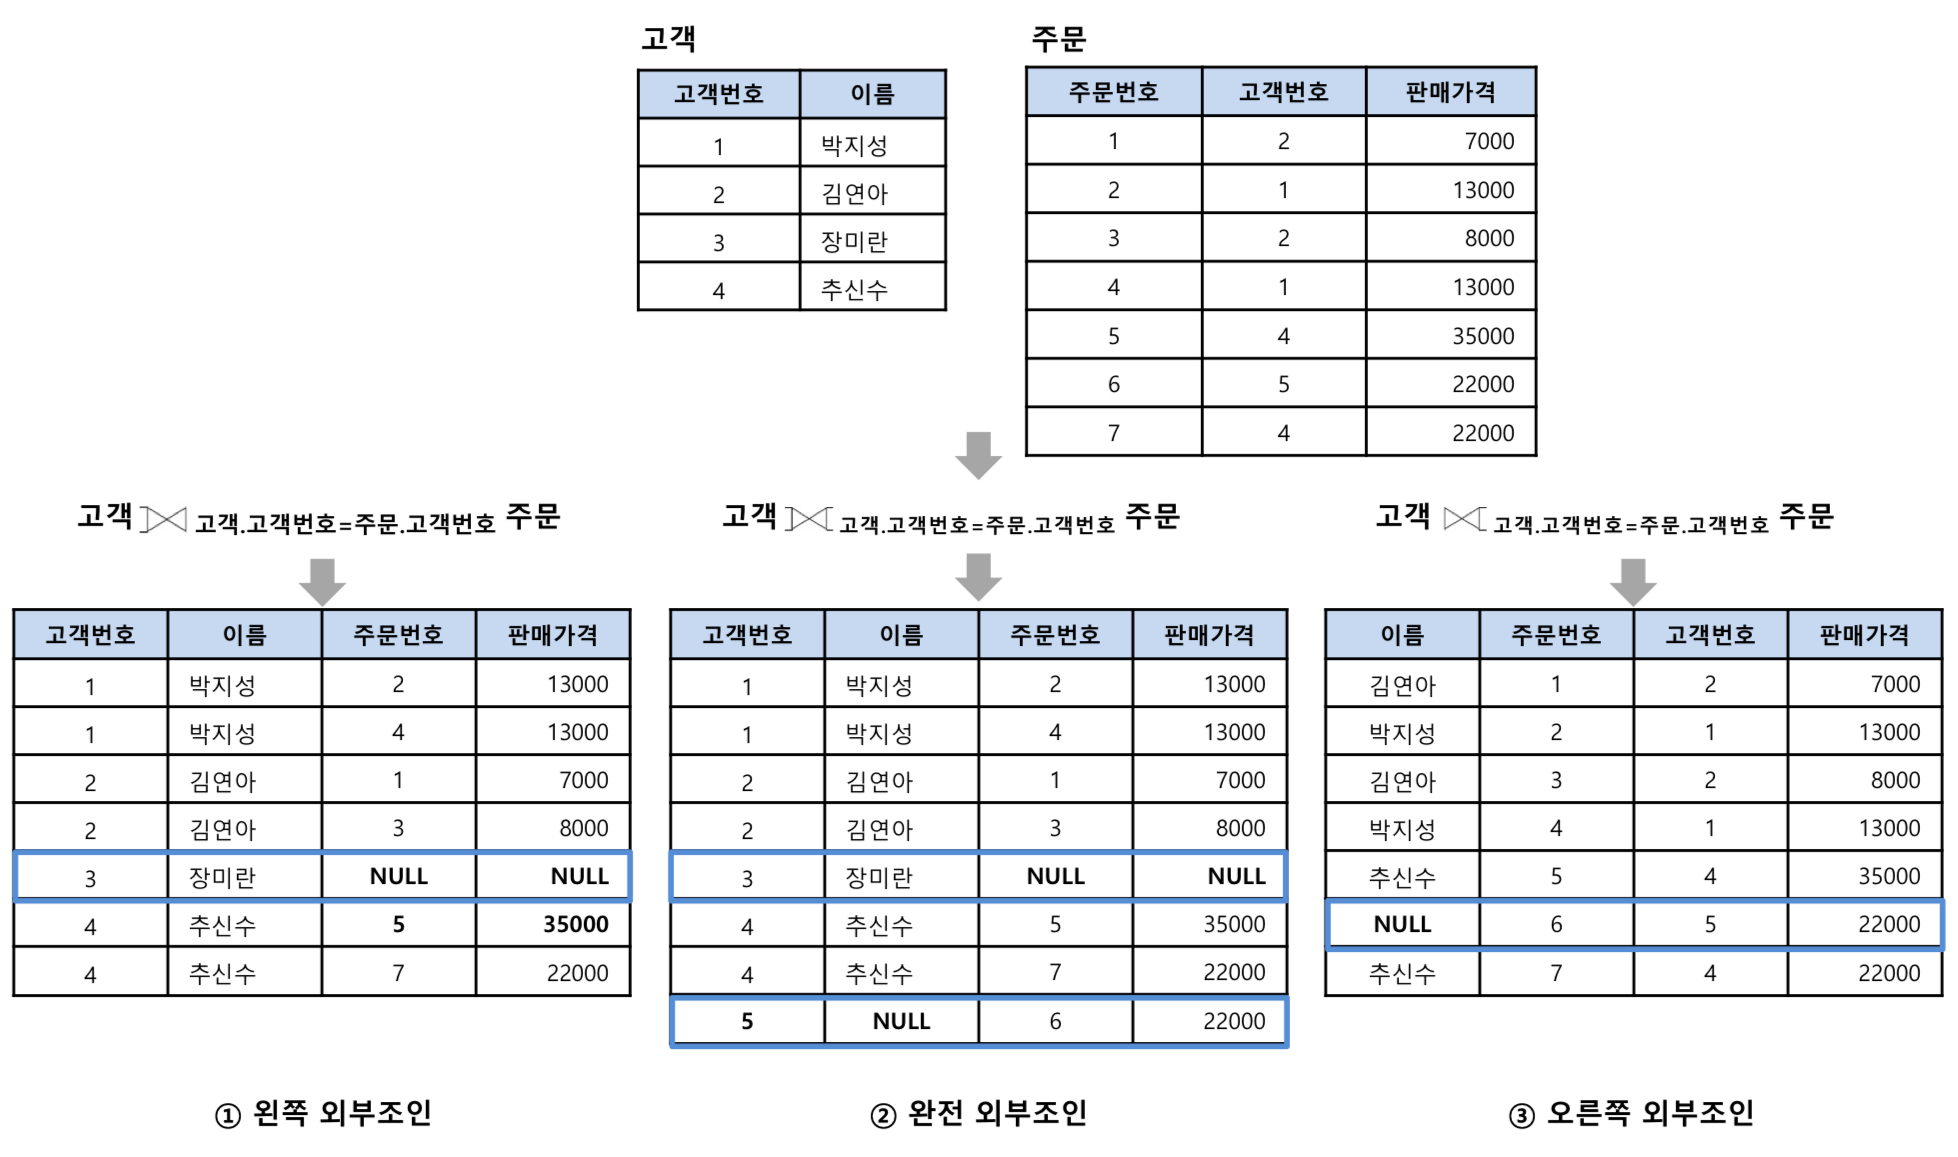 고객
고객번호 이름
1 박지성
2 김연아
3 장미란
4 추신수
주문
주문번호 고객번호 판매가격
1 2 7000
2 1 13000
3 2 8000
4 1 13000
5 4 35000
6 5 22000
7 4 22000
고객 고객.고객번호=주문.고객번호 주문
고객번호 이름 주문번호 판매가격
1 박지성 2 13000
1 박지성 4 13000
2 김연아 1 7000
2 김연아 3 8000
3 장미란 NULL NULL
4 추신수 5 35000
4 추신수 7 22000
① 왼쪽 외부조인
고객 고객.고객번호=주문.고객번호 주문
고객번호 이름 주문번호 판매가격
1 박지성 2 13000
1 박지성 4 13000
2 김연아 1 7000
2 김연아 3 8000
3 장미란 NULL NULL
4 추신수 5 35000
4 추신수 7 22000
5 NULL 6 22000
② 완전 외부조인
고객 고객.고객번호=주문.고객번호 주문
이름 주문번호 고객번호 판매가격
김연아 1 2 7000
박지성 2 1 13000
김연아 3 2 8000
박지성 4 1 13000
추신수 5 4 35000
NULL 6 5 22000
추신수 7 4 22000
③ 오른쪽 외부조인